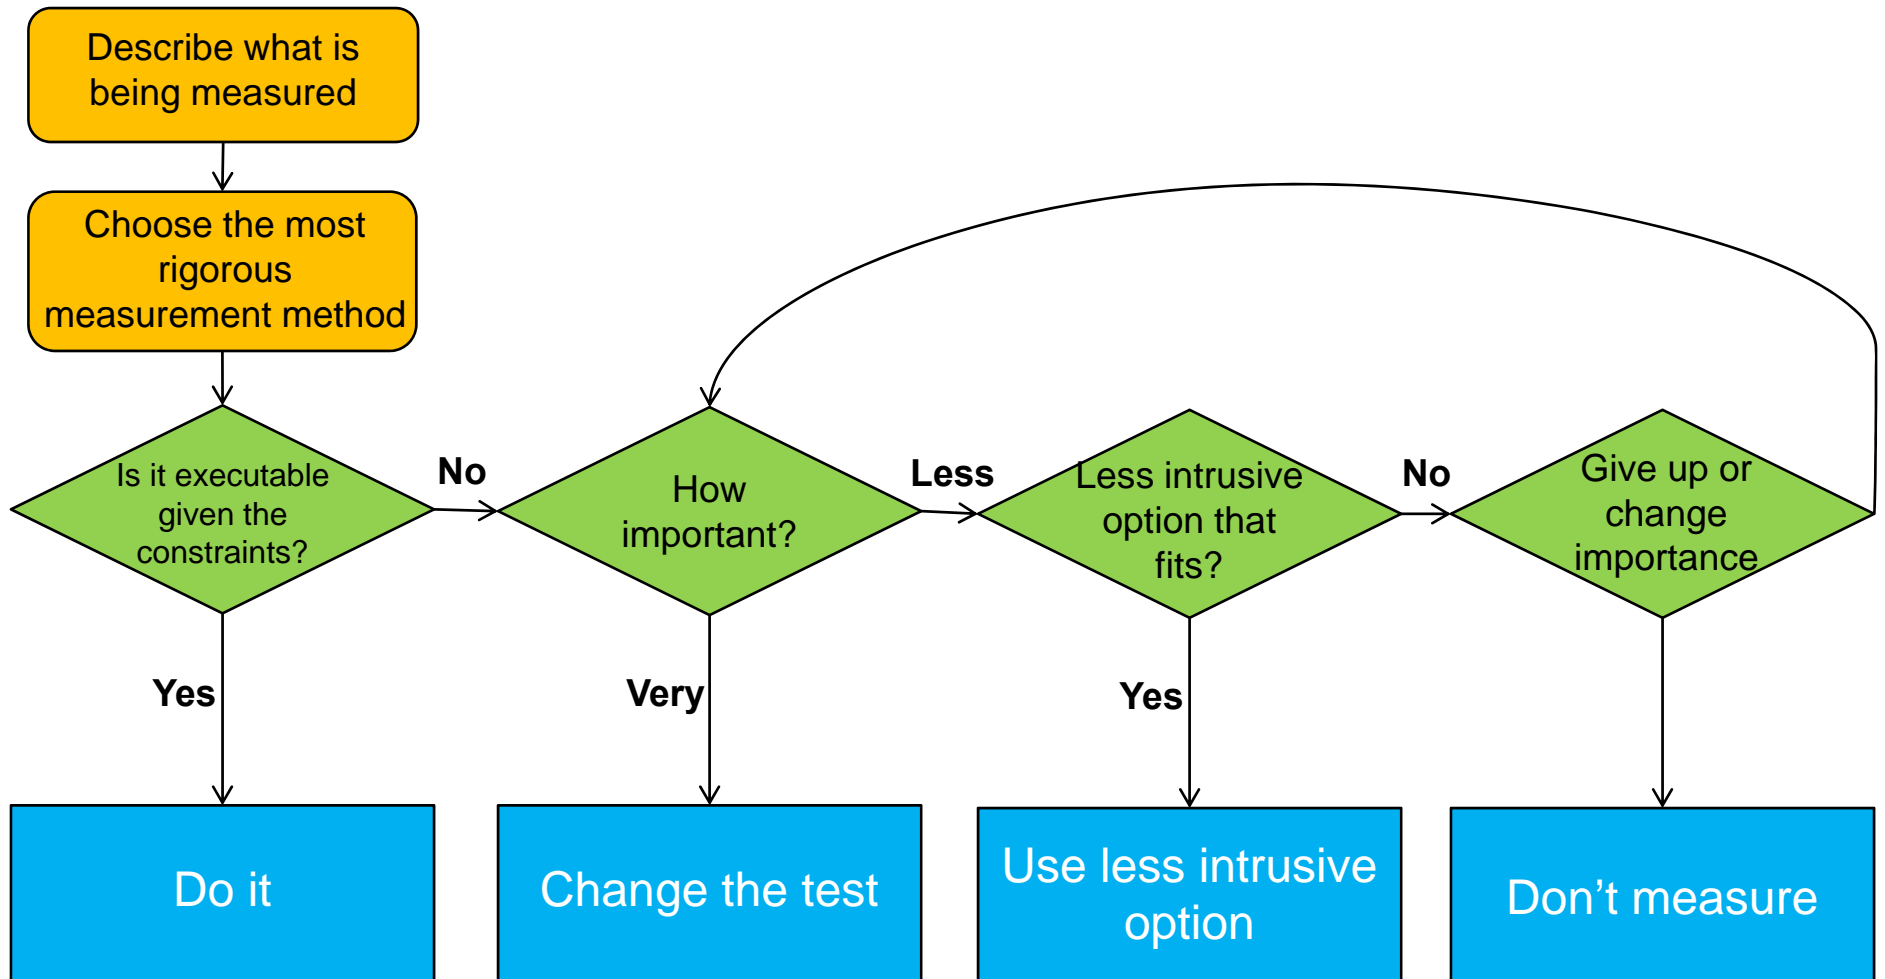 Describe what is
being measured
Choose the most
rigorous
measurement method
Is it executable
given the
constraints?
No
How
important?
Less
Less intrusive
option that
fits?
No
Give up or
change
importance
Yes
Very
Yes
Do it
Change the test
Use less intrusive
option
Don’t measure